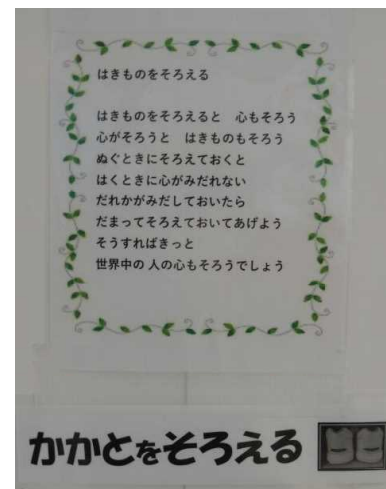 はきものをそろえる
はきものをそろえると　心もそろう
心がそろうと　はきものもそろう
ぬぐときにそろえておくと
はくときに心がみだれない
だれかがみだしておいたら
だまってそろえておいてあげよう
そうすればきっと
世界中の 人の心もそろうでしょう
かかとをそろえる